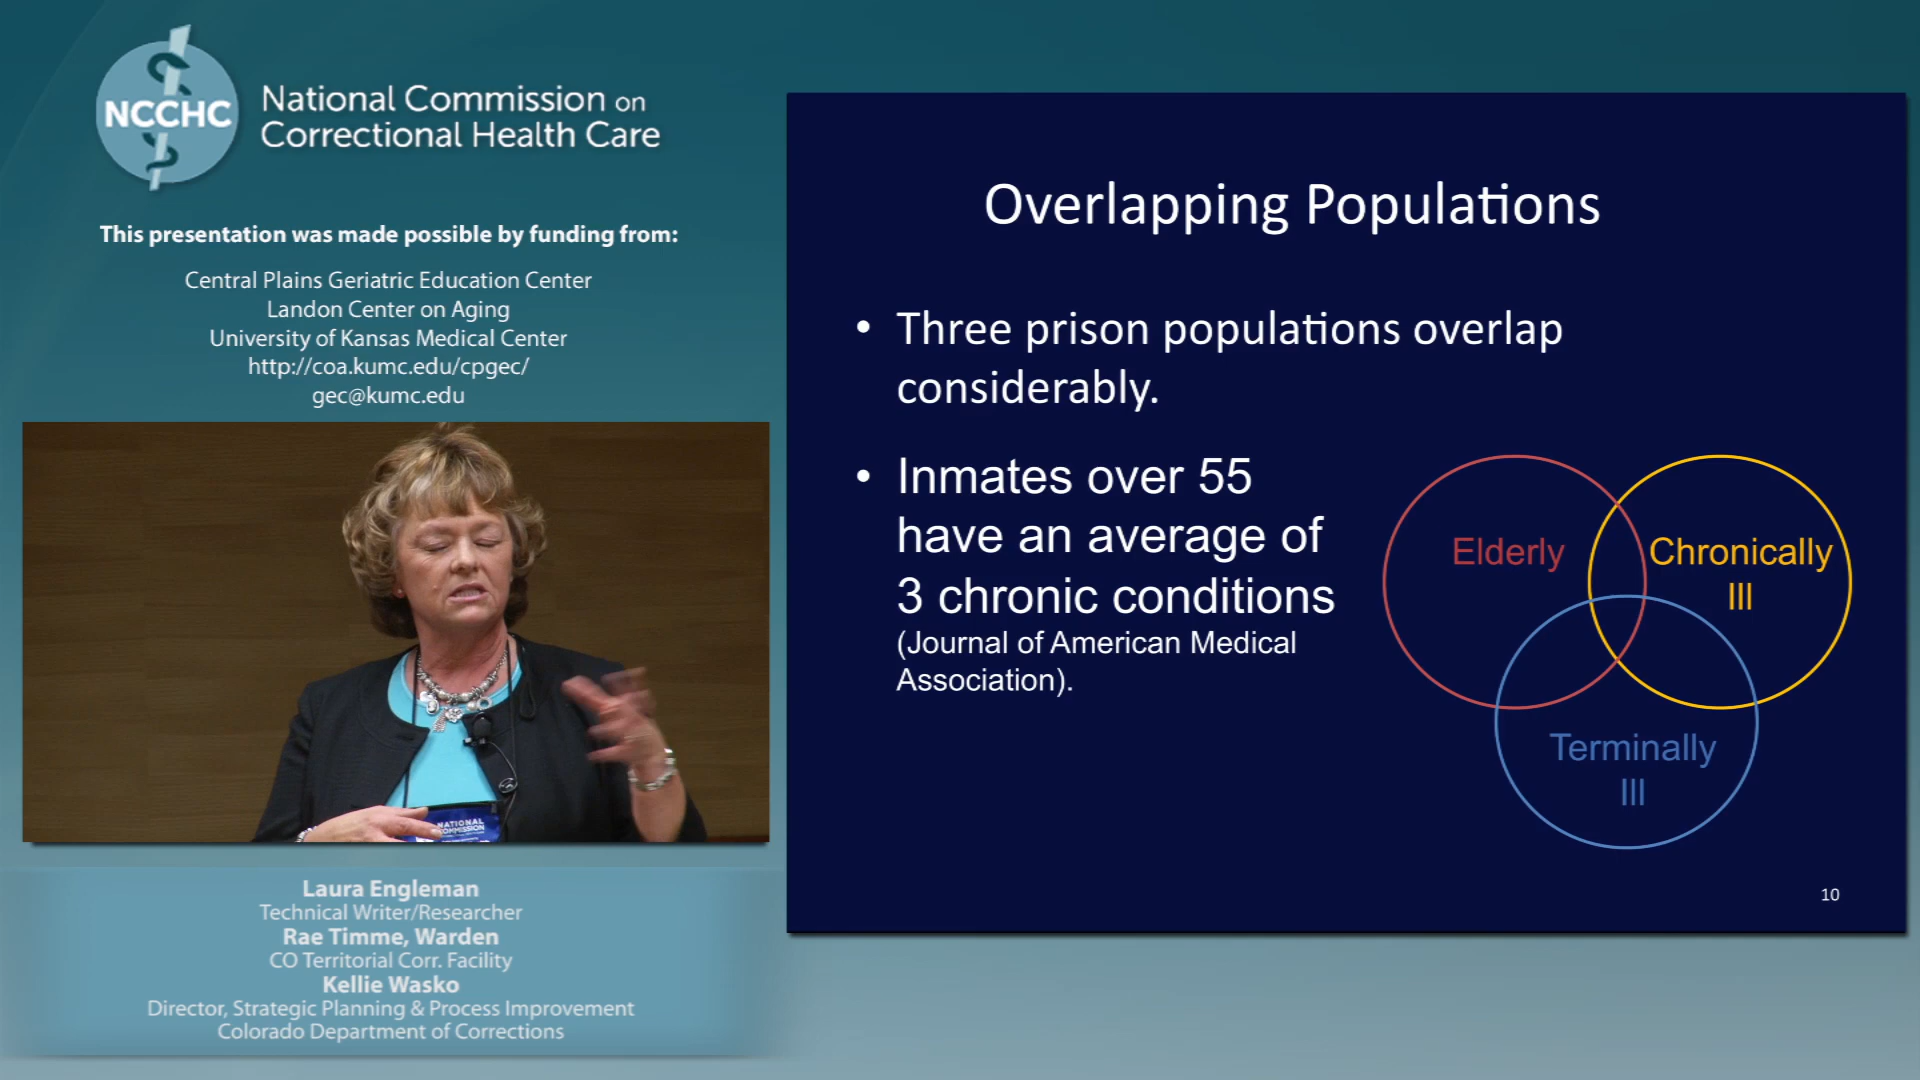 NCCHC
National Commission on
Correctional Health Care
This presentation was made possible by funding from:
Central Plains Geriatric Education Center
Landon Center on Aging
University of Kansas Medical Center
http://coa.kumc.edu/cpgec/
gec@kumc.edu
NATIONAL
COMMISSION
Laura Engleman
Technical Writer/Researcher
Rae Timme, Warden
CO Territorial Corr. Facility
Kellie Wasko
Director, Strategic Planning & Process Improvement
Colorado Department of Corrections
Overlapping Populations
• Three prison populations overlap
considerably.
• Inmates over 55
have an average of
3 chronic conditions
(Journal of American Medical
Association).
Elderly
Chronically
Ill
Terminally
Ill
10